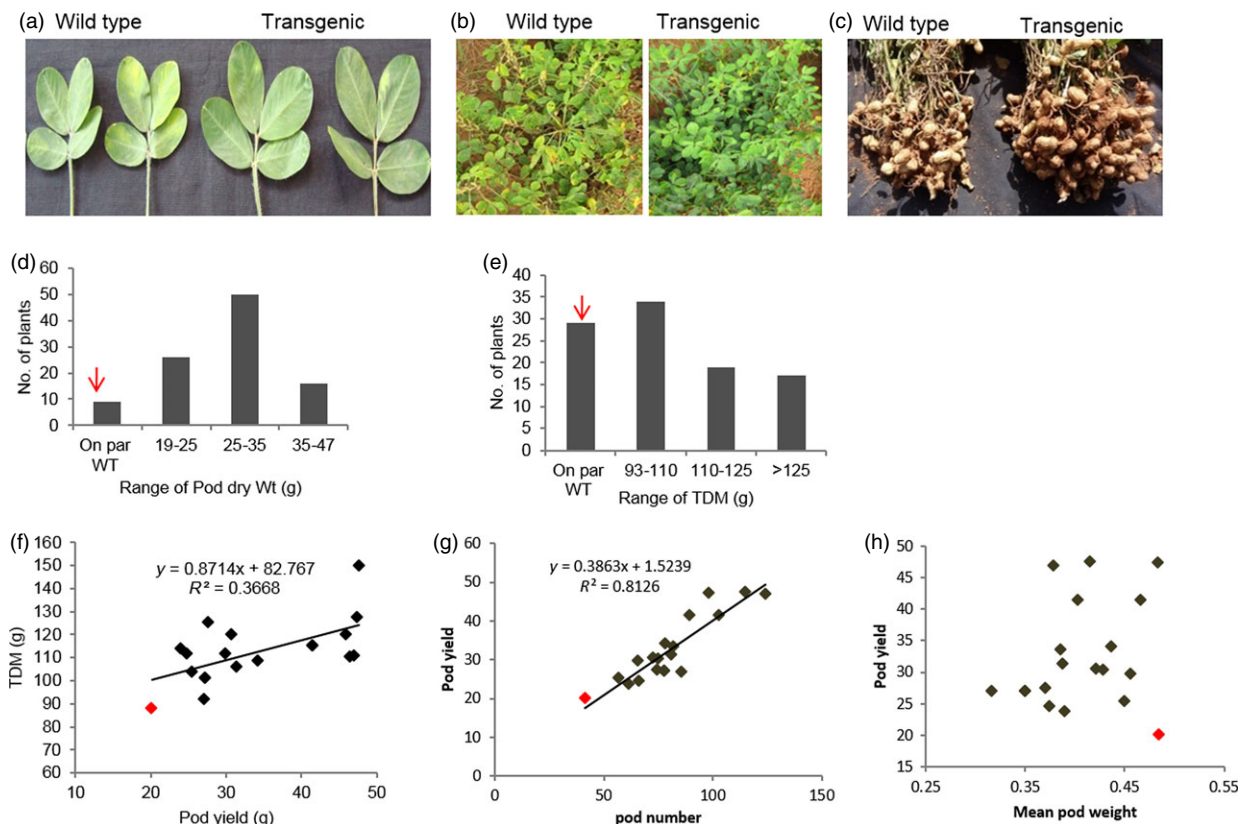 (a) Wild type Transgenic
(b) Wild type Transgenic
(c) Wild type Transgenic
(d)
No. of plants
60
50
40
30
20
10
0
On par WT 19-25 25-35 35-47
Range of Pod dry Wt (g)
(e)
No. of plants
40
35
30
25
20
15
10
5
0
On par WT 93-110 110-125 >125
Range of TDM (g)
(f)
TDM (g)
160
150
140
130
120
110
100
90
80
70
60
y = 0.8714x + 82.767
R² = 0.3668
10 20 30 40 50
Pod yield (g)
(g)
Pod yield
60
50
40
30
20
10
0
y = 0.3863x + 1.5239
R² = 0.8126
0 50 100 150
pod number
(h)
Pod yield
50
45
40
35
30
25
20
15
0.25 0.35 0.45 0.55
Mean pod weight